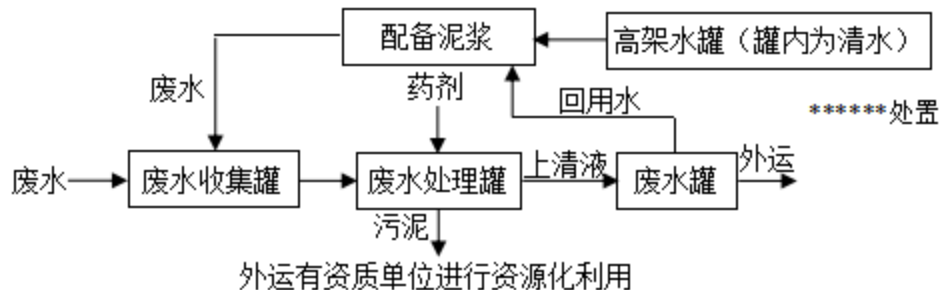 配备泥浆
高架水罐（罐内为清水）
废水
药剂
回用水
******处置
废水
废水收集罐
废水处理罐
上清液
废水罐
外运
污泥
外运有资质单位进行资源化利用